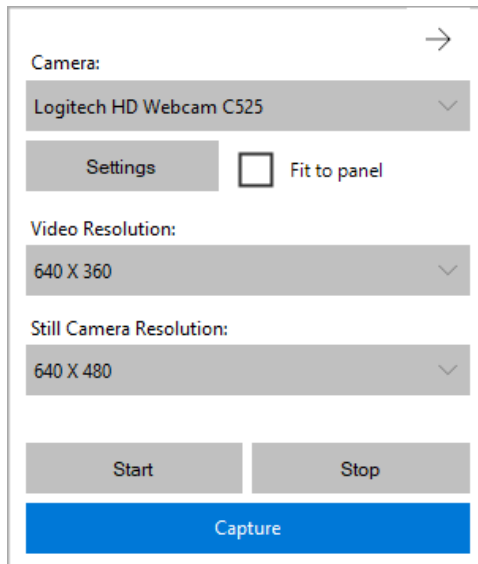 Camera:
Logitech HD Webcam C525
Settings
Fit to panel
Video Resolution:
640 X 360
Still Camera Resolution:
640 X 480
Start
Stop
Capture